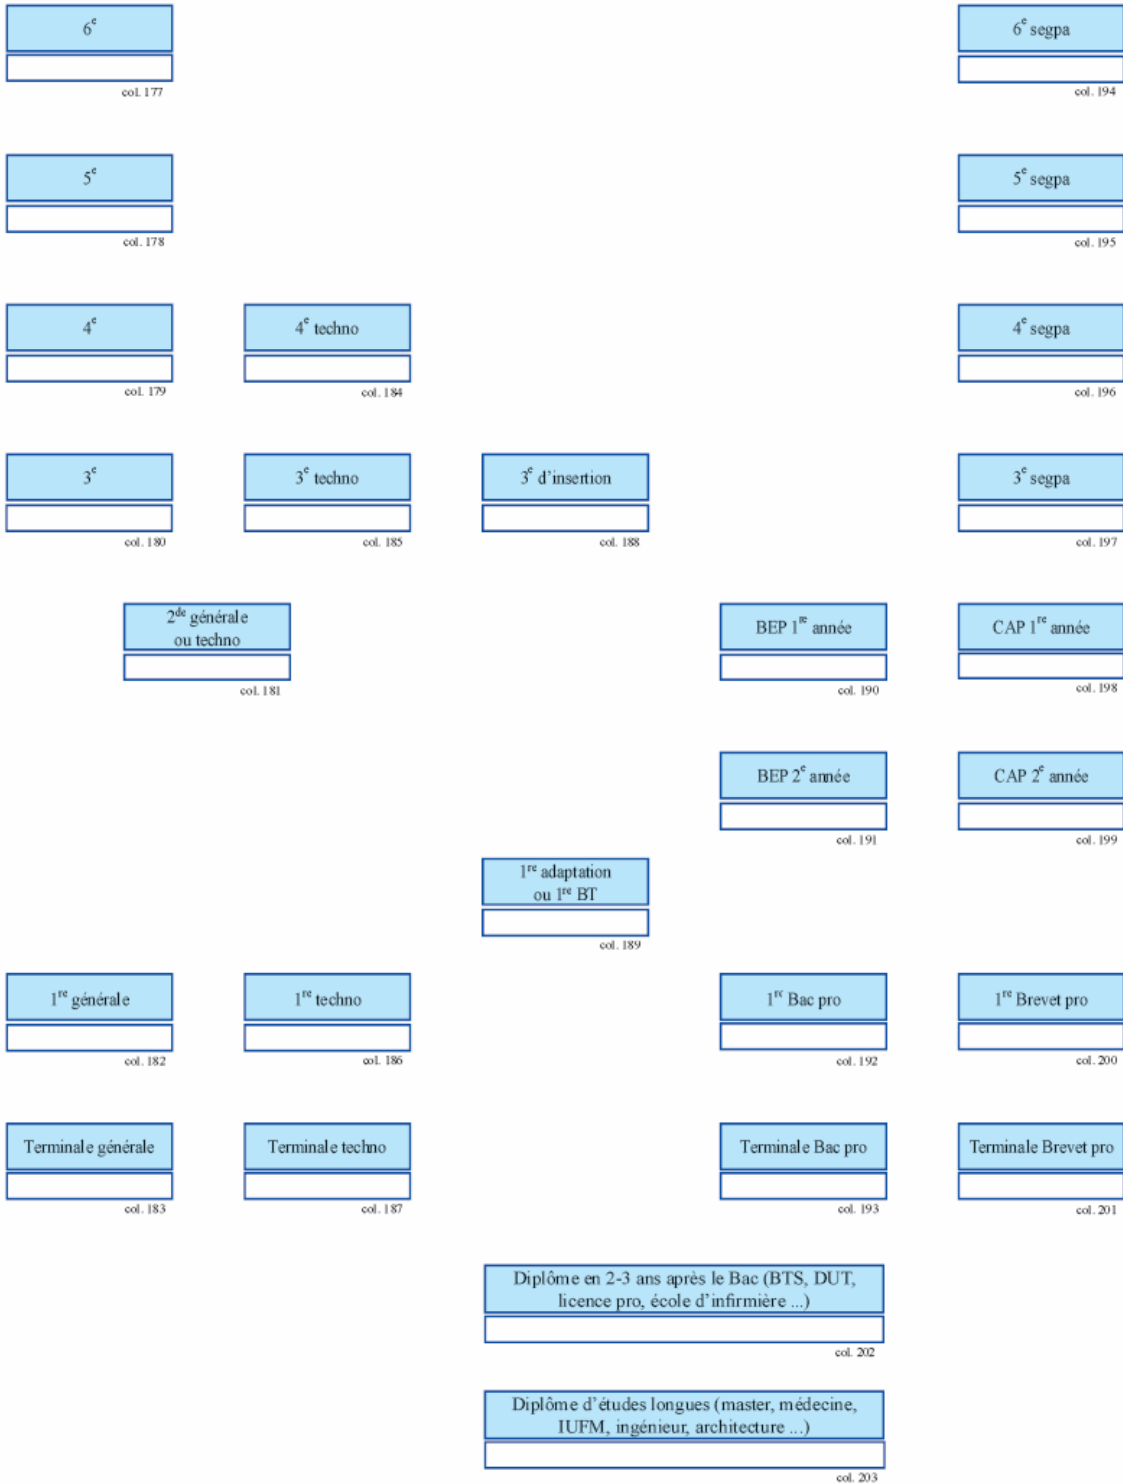 6e 6e segpa
col. 177 col. 194
5e 5e segpa
col. 178 col. 195
4e 4e techno 4e segpa
col. 179 col. 184 col. 196
3e 3e techno 3e d'insertion 3e segpa
col. 180 col. 185 col. 188 col. 197
2de générale
ou techno
BEP 1re année CAP 1re année
col. 181 col. 190 col. 198
BEP 2e année CAP 2e année
col. 191 col. 199
1re adaptation
ou 1re BT
col. 189
1re générale 1re techno 1re Bac pro 1re Brevet pro
col. 182 col. 186 col. 192 col. 200
Terminale générale Terminale techno Terminale Bac pro Terminale Brevet pro
col. 183 col. 187 col. 193 col. 201
Diplôme en 2-3 ans après le Bac (BTS, DUT,
licence pro, école d'infirmière ...)
col. 202
Diplôme d'études longues (master, médecine,
IUFM, ingénieur, architecture ...)
col. 203